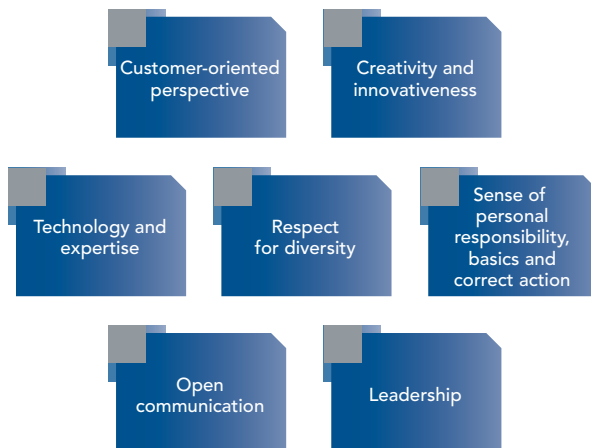 Customer-oriented
perspective
Creativity and
innovativeness
Technology and
expertise
Respect
for diversity
Sense of
personal
responsibility,
basics and
correct action
Open
communication
Leadership